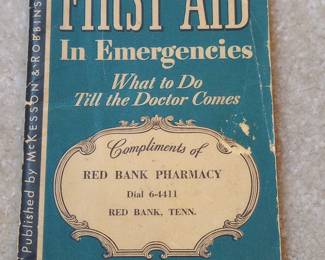 FIRST AID
In Emergencies
What to Do
Till the Doctor Comes
Compliments of
RED BANK PHARMACY
Dial 6-4411
RED BANK, TENN.
Published by McKESSON & ROBBINS